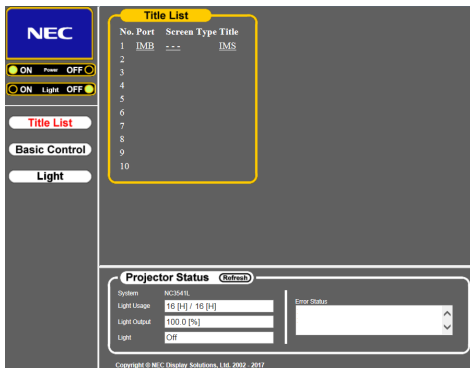 NEC
ON Power OFF
ON Light OFF
Title List
Basic Control
Light
Title List
No. Port Screen Type Title
1 IMB --- IMS
2
3
4
5
6
7
8
9
10
Projector Status Refresh
System NC3541L
Light Usage 16 [H] / 16 [H]
Light Output 100.0 [%]
Light Off
Error Status
Copyright © NEC Display Solutions, Ltd. 2002 - 2017